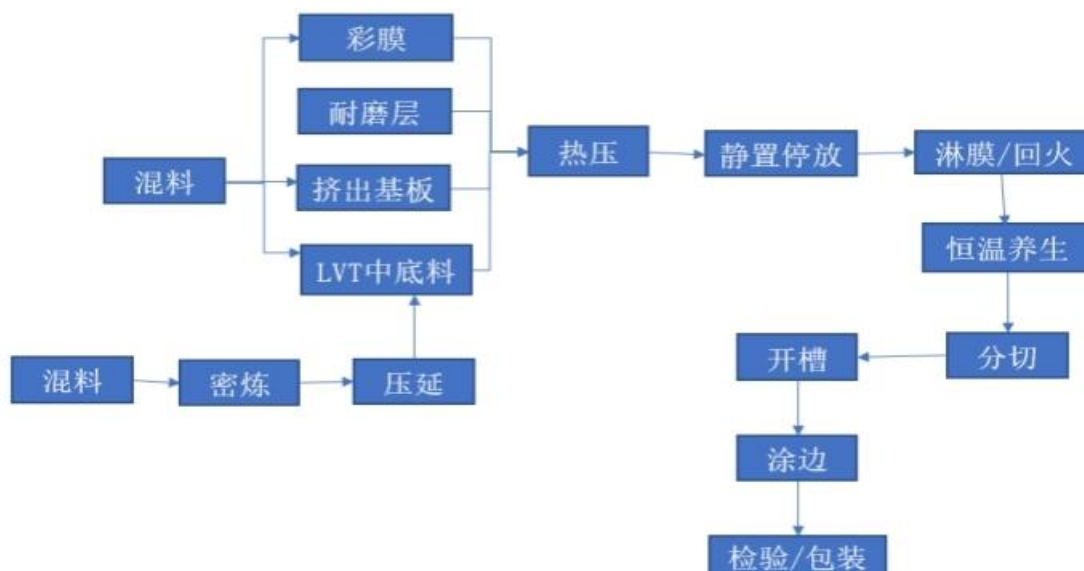 彩膜
耐磨层
混料
挤出基板
LVT中底料
热压
静置停放
淋膜/回火
恒温养生
混料
密炼
压延
开槽
分切
涂边
检验/包装